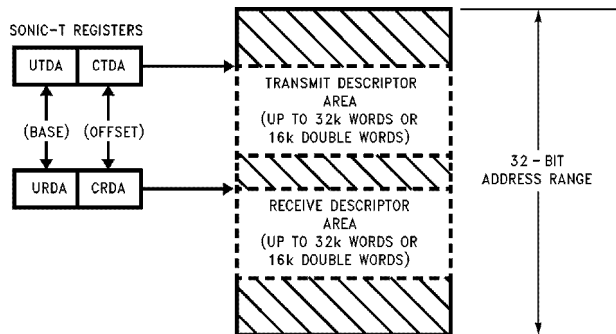 SONIC-T REGISTERS
UTDA CTDA
(BASE) (OFFSET)
URDA CRDA
TRANSMIT DESCRIPTOR
AREA
(UP TO 32k WORDS OR
16k DOUBLE WORDS)
RECEIVE DESCRIPTOR
AREA
(UP TO 32k WORDS OR
16k DOUBLE WORDS)
32-BIT
ADDRESS RANGE